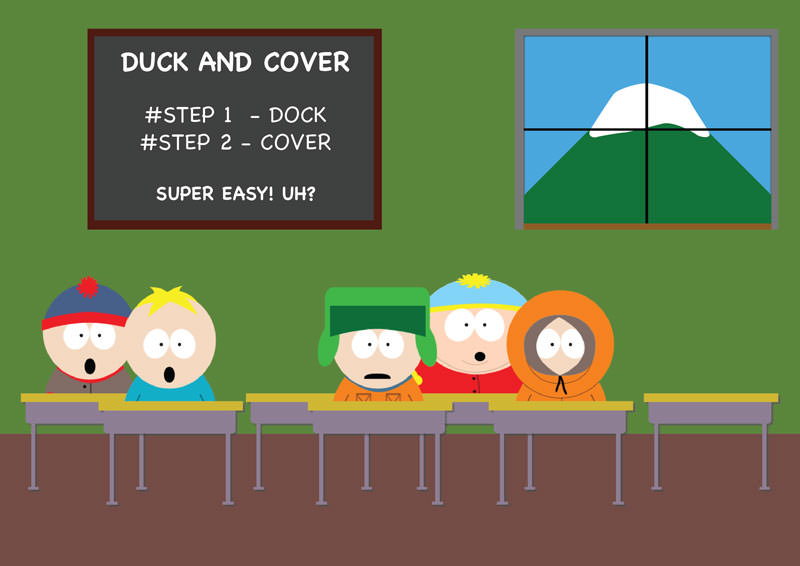 DUCK AND COVER
#STEP 1 - DOCK
#STEP 2 - COVER
SUPER EASY! UH?